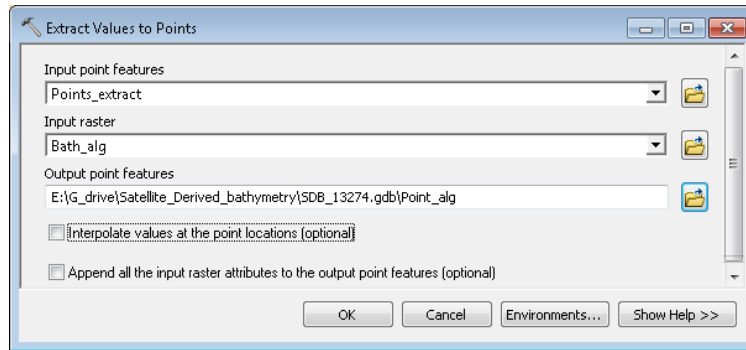 Extract Values to Points
Input point features
Points_extract
Input raster
Bath_alg
Output point features
E:\G_drive\Satellite_Derived_bathymetry\SDB_13274.gdb\Point_alg
Interpolate values at the point locations (optional)
Append all the input raster attributes to the output point features (optional)
OK Cancel Environments... Show Help >>